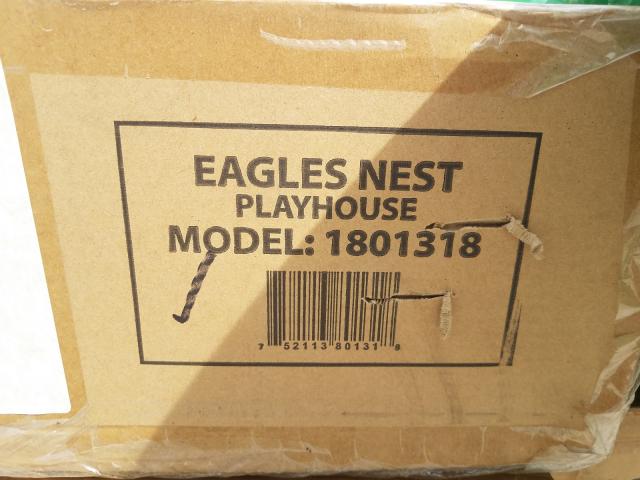 EAGLES NEST
PLAYHOUSE
MODEL: 1801318
7 52113 80131 8